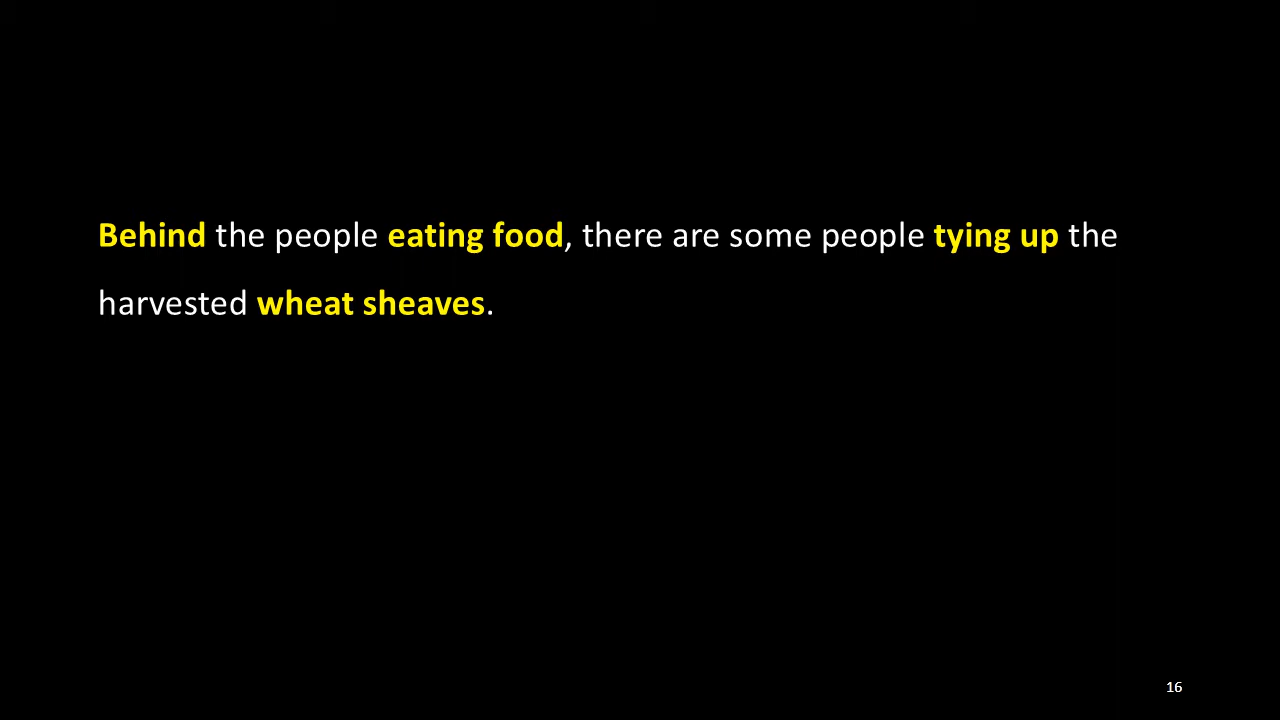 Behind the people eating food, there are some people tying up the
harvested wheat sheaves.
16